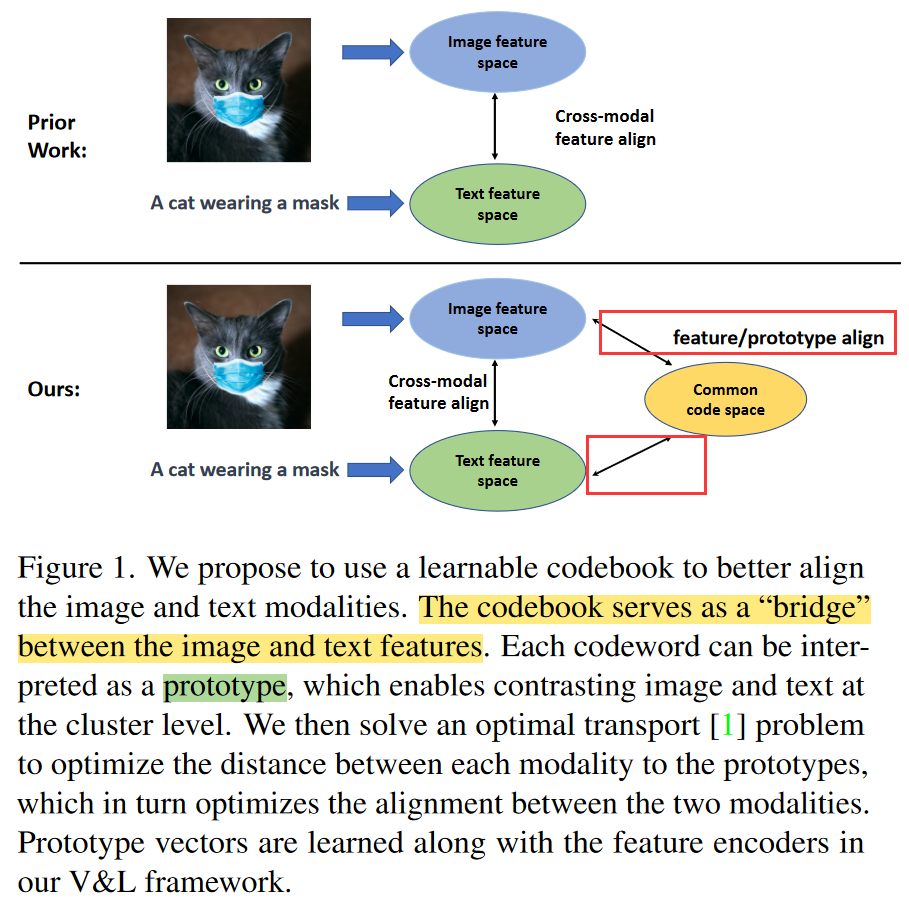 Image feature
space
Prior
Work:
Cross-modal
feature align
A cat wearing a mask
Text feature
space
Image feature
space
feature/prototype align
Ours:
Cross-modal
feature align
Common
code space
A cat wearing a mask
Text feature
space
Figure 1. We propose to use a learnable codebook to better align
the image and text modalities. The codebook serves as a “bridge”
between the image and text features. Each codeword can be inter-
preted as a prototype, which enables contrasting image and text at
the cluster level. We then solve an optimal transport [1] problem
to optimize the distance between each modality to the prototypes,
which in turn optimizes the alignment between the two modalities.
Prototype vectors are learned along with the feature encoders in
our V&L framework.